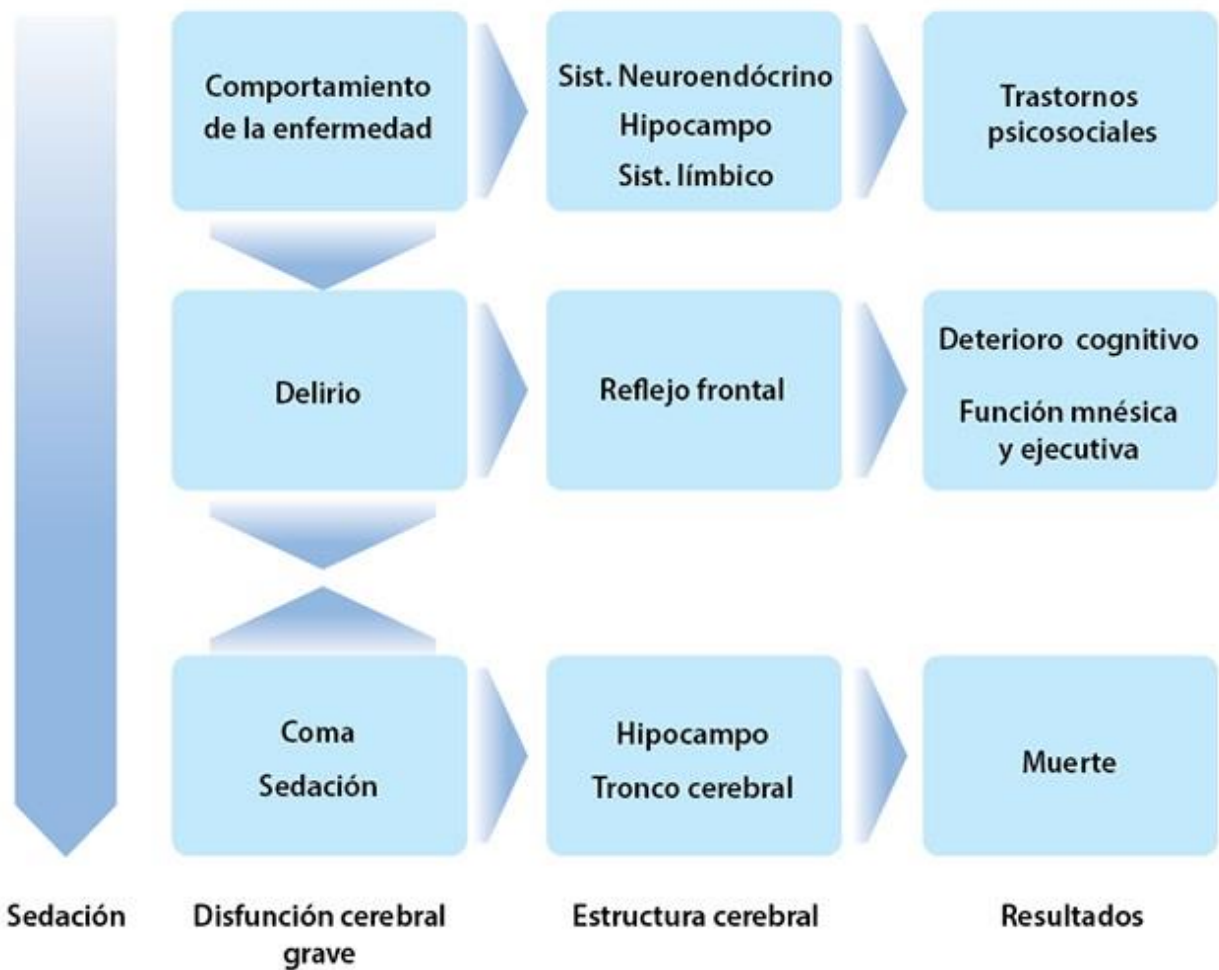 Comportamiento
de la enfermedad
Sist. Neuroendócrino
Hipocampo
Sist. límbico
Trastornos
psicosociales
Delirio
Reflejo frontal
Deterioro cognitivo
Función mnésica
y ejecutiva
Coma
Sedación
Hipocampo
Tronco cerebral
Muerte
Sedación
Disfunción cerebral
grave
Estructura cerebral
Resultados